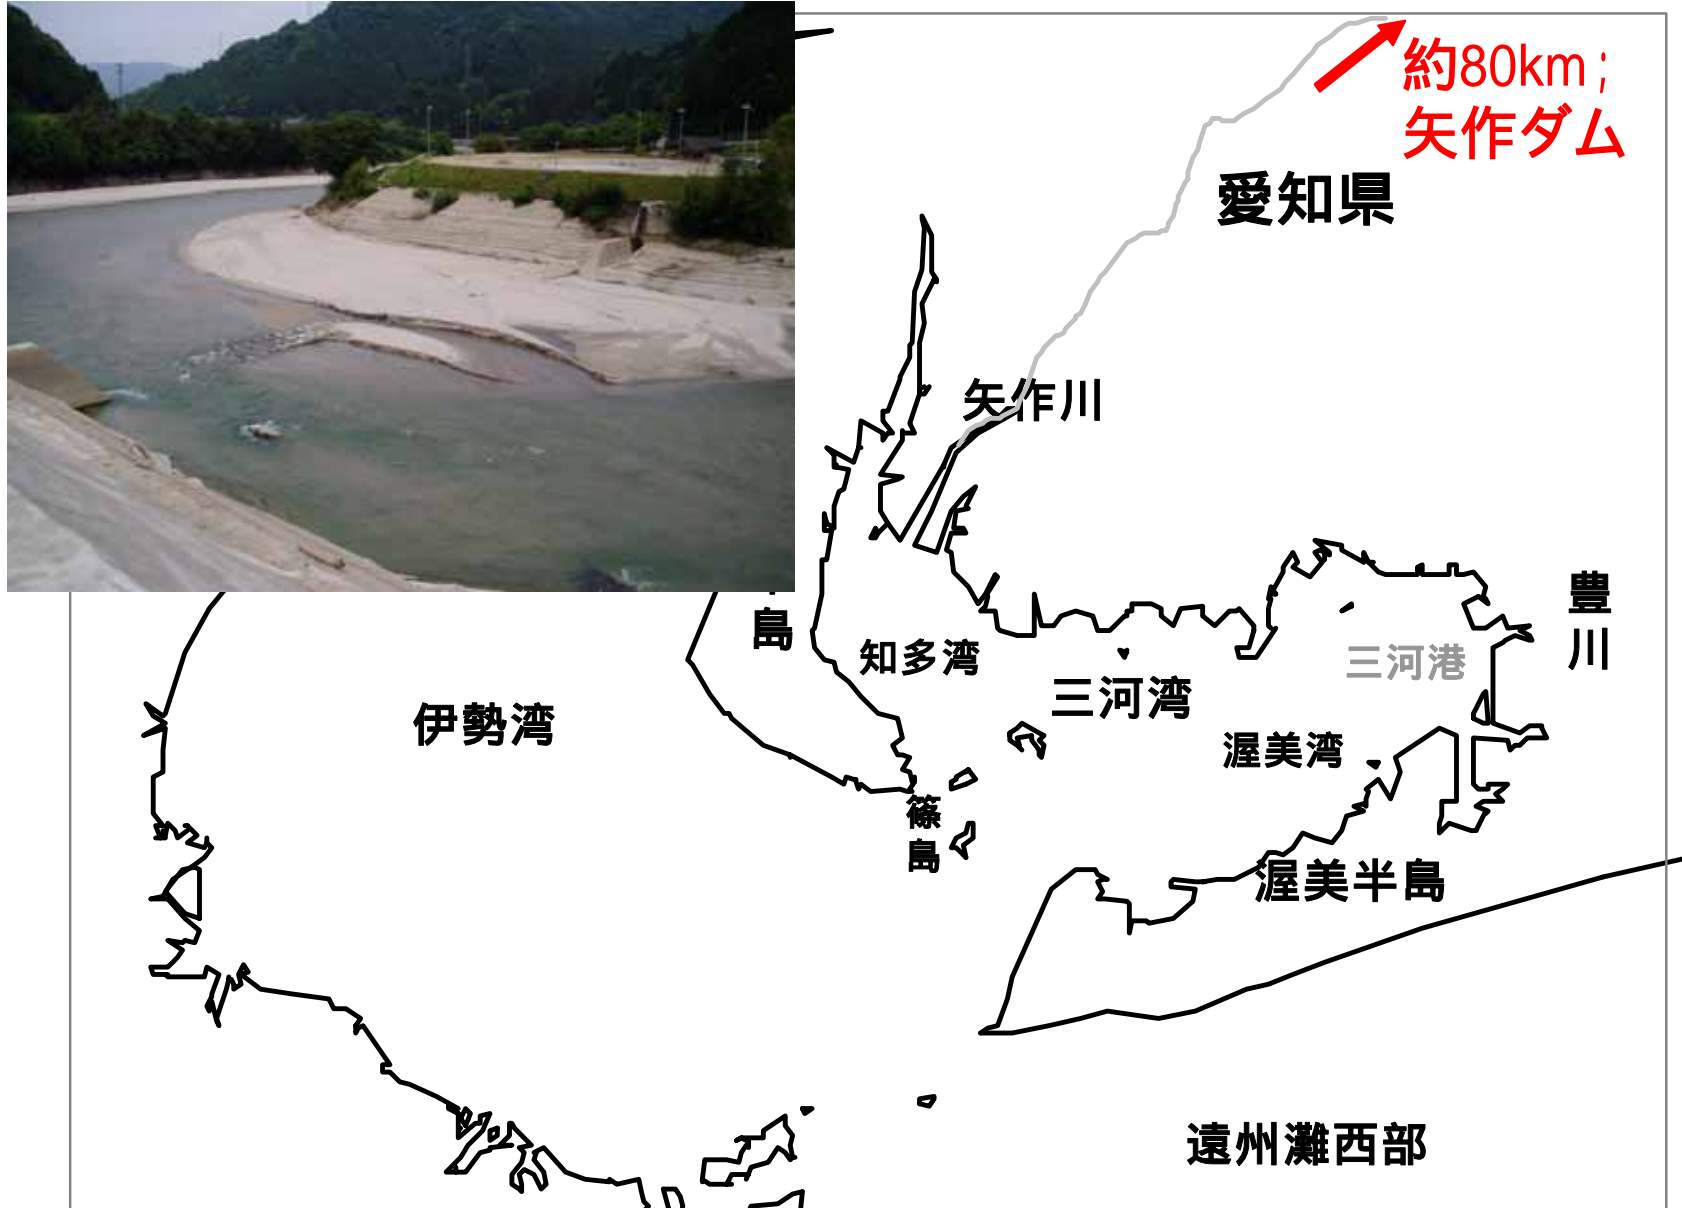 約80km;
矢作ダム
愛知県
矢作川
豊川
島
知多湾
三河港
三河湾
伊勢湾
渥美湾
篠島
渥美半島
遠州灘西部